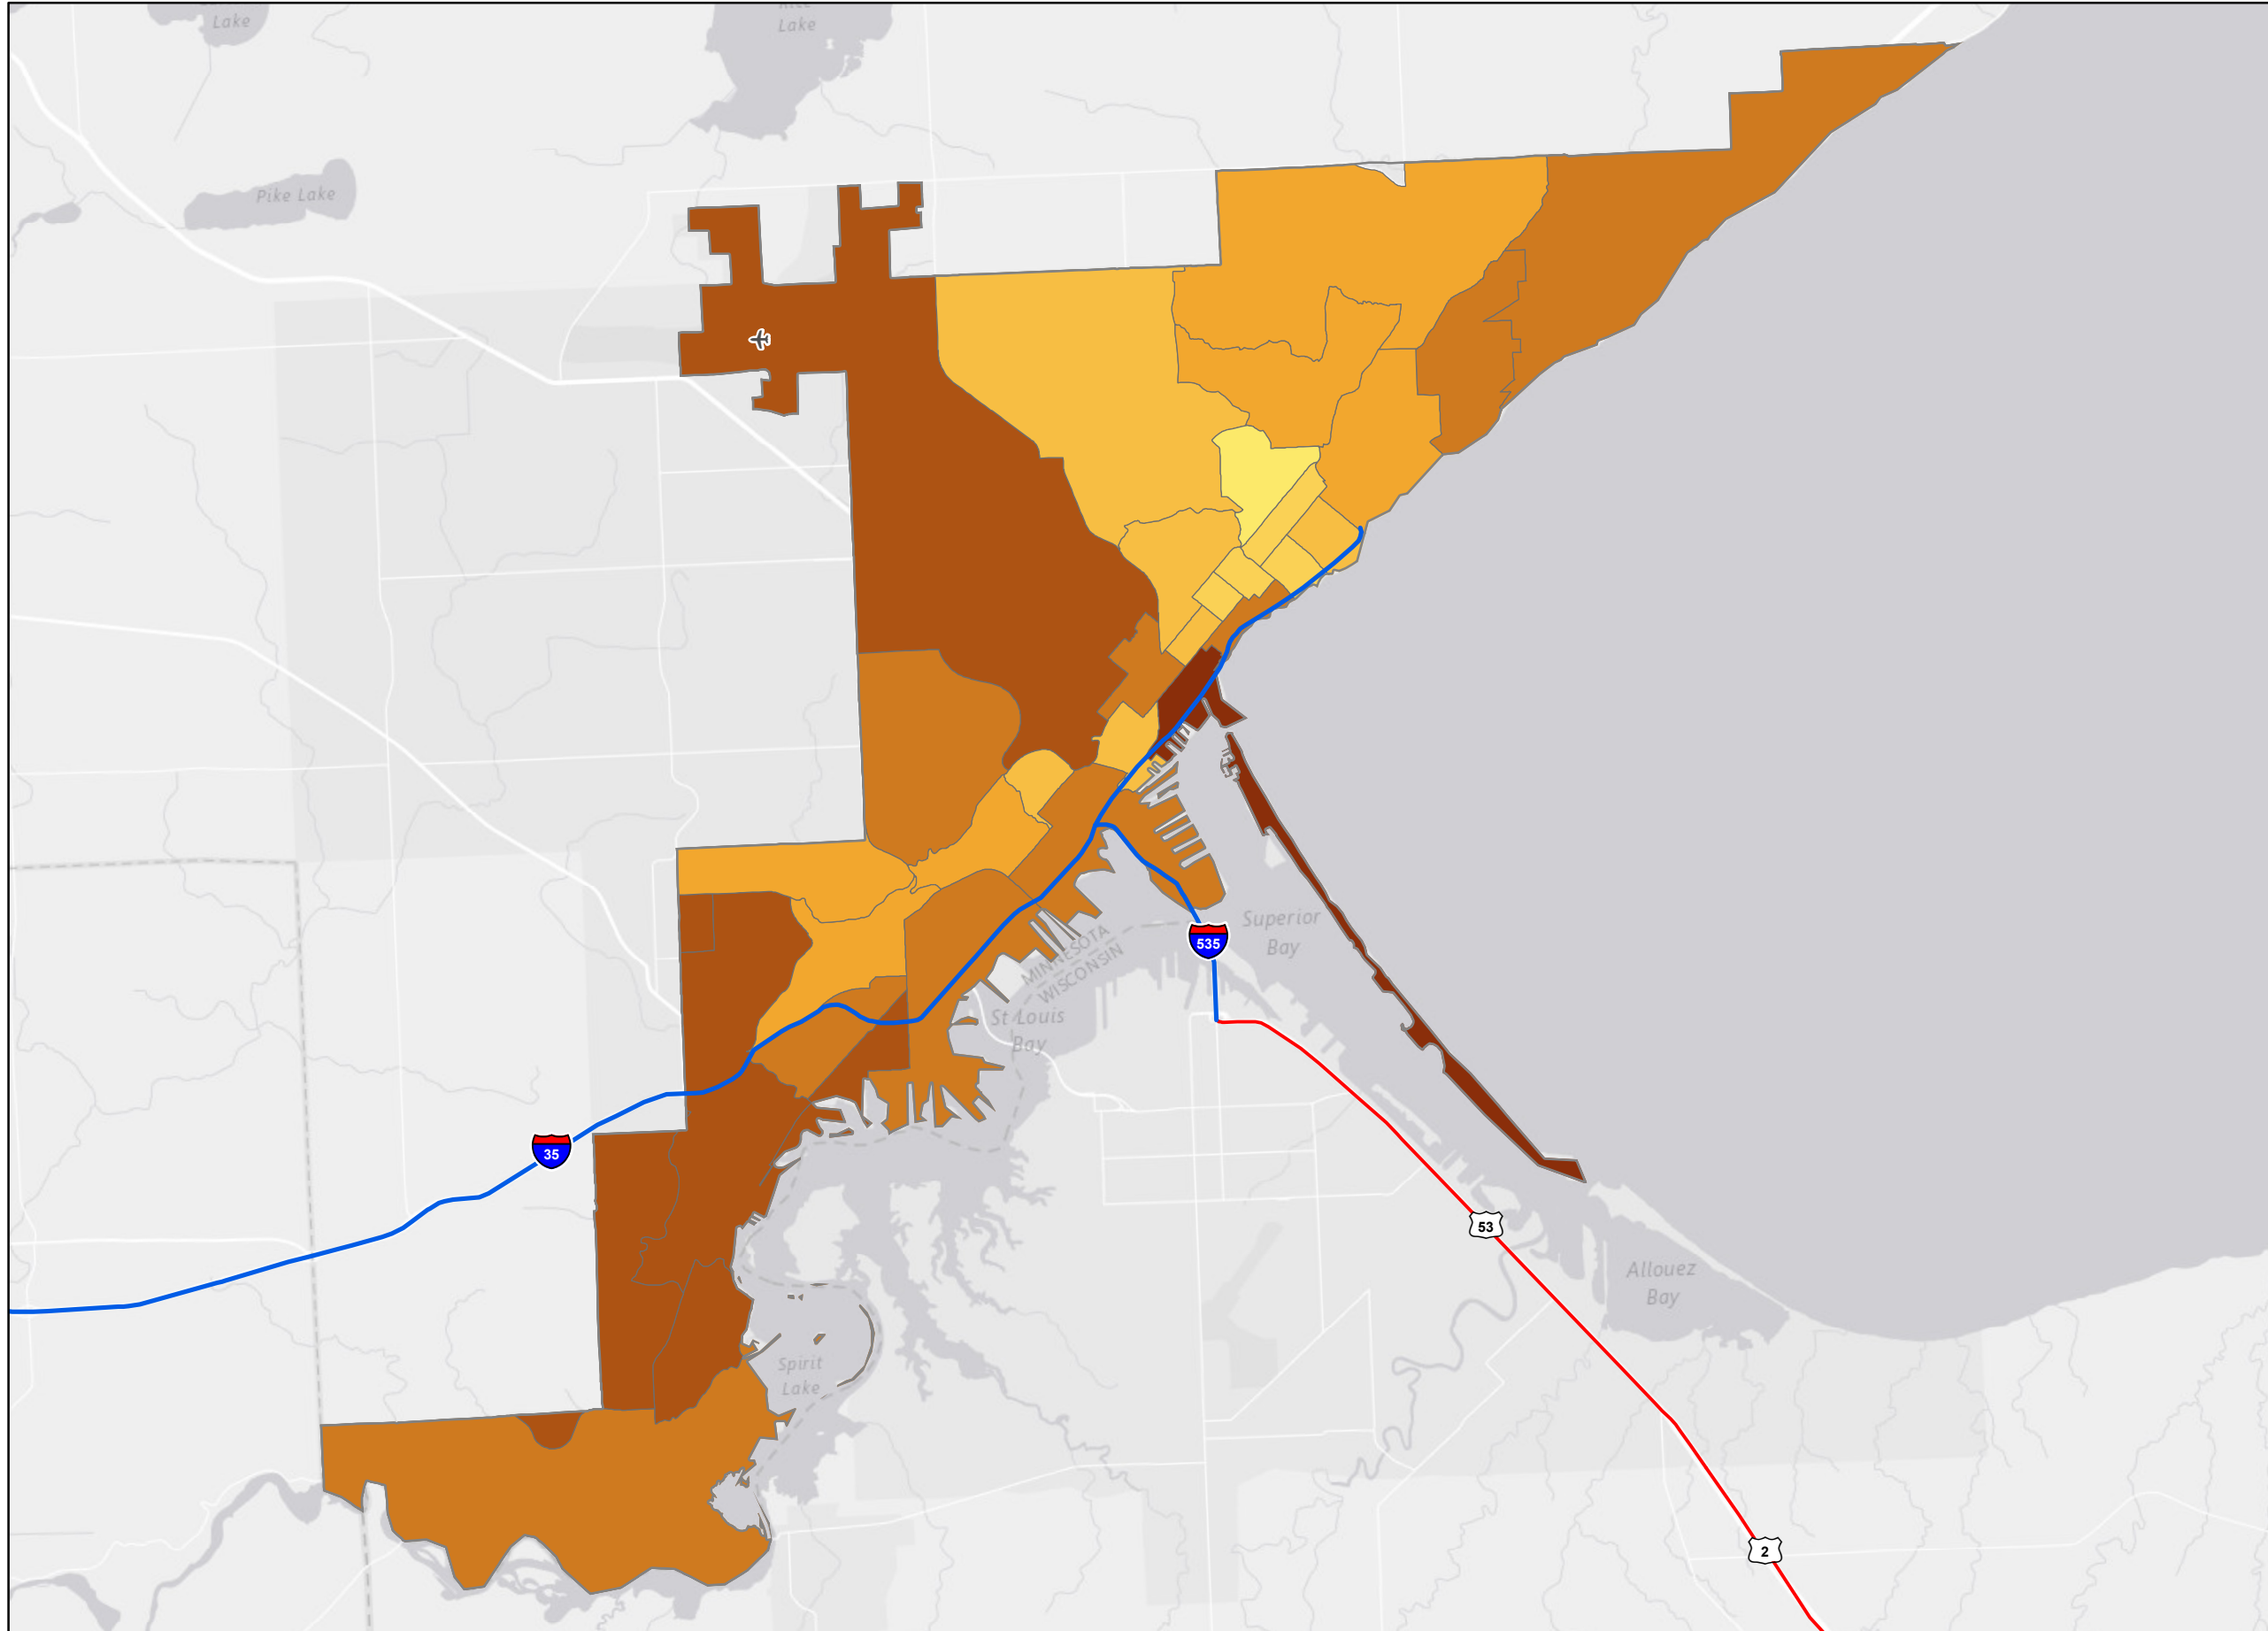 Lake
Lake
Pike Lake
MINNESOTA
WISCONSIN
Superior
Bay
535
St Louis
Bay
35
53
Spirit
Lake
Allouez
Bay
2